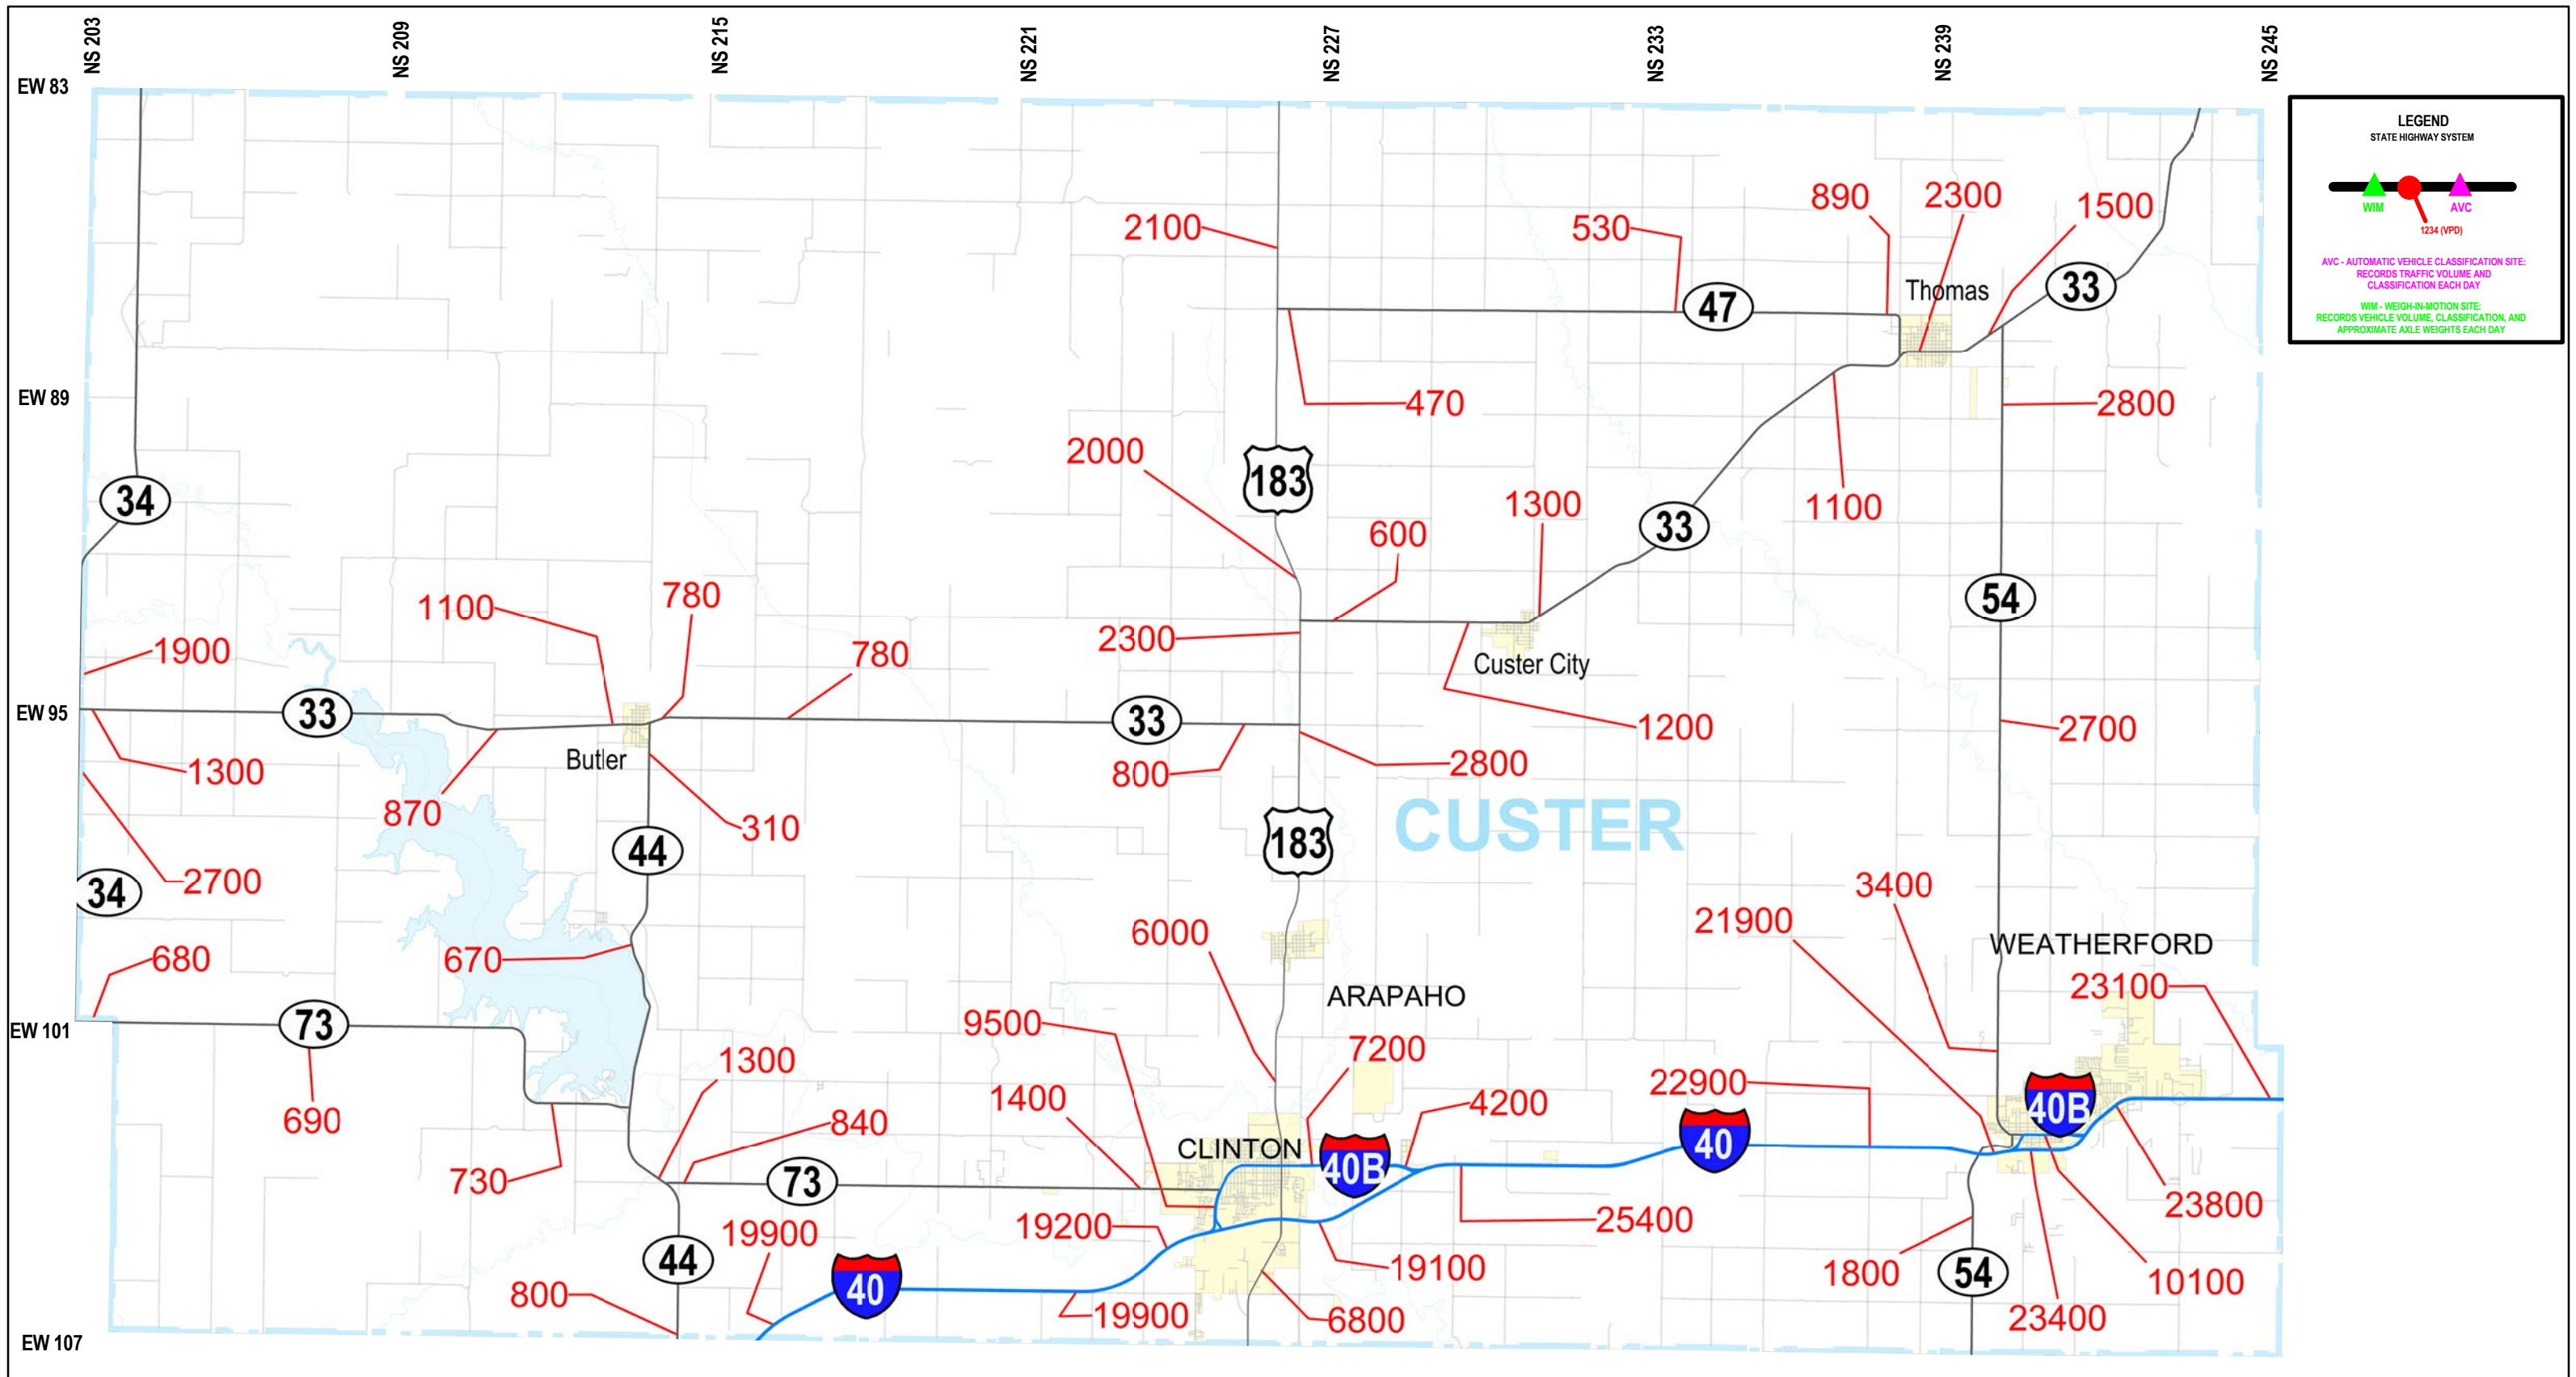 NS 203
NS 209
NS 215
NS 221
NS 227
NS 233
NS 239
NS 245
EW 83
EW 89
EW 95
EW 101
EW 107
LEGEND
STATE HIGHWAY SYSTEM
WIM
AVC
1234 (VPD)
AVC - AUTOMATIC VEHICLE CLASSIFICATION SITE:
RECORDS TRAFFIC VOLUME AND
CLASSIFICATION EACH DAY
WIM - WEIGH-IN-MOTION SITE:
RECORDS VEHICLE VOLUME, CLASSIFICATION, AND
APPROXIMATE AXLE WEIGHTS EACH DAY
890
2300
1500
2100
530
Thomas
33
47
470
2800
2000
183
34
1300
1100
33
600
54
780
1100
2300
1900
780
Custer City
33
33
1200
2700
Butler
1300
800
2800
870
310
CUSTER
183
44
2700
34
3400
21900
6000
WEATHERFORD
680
670
23100
ARAPAHO
73
9500
7200
1300
22900
1400
4200
40B
690
840
40
CLINTON
40B
730
73
23800
19200
25400
19900
44
19100
1800
54
10100
40
800
19900
6800
23400